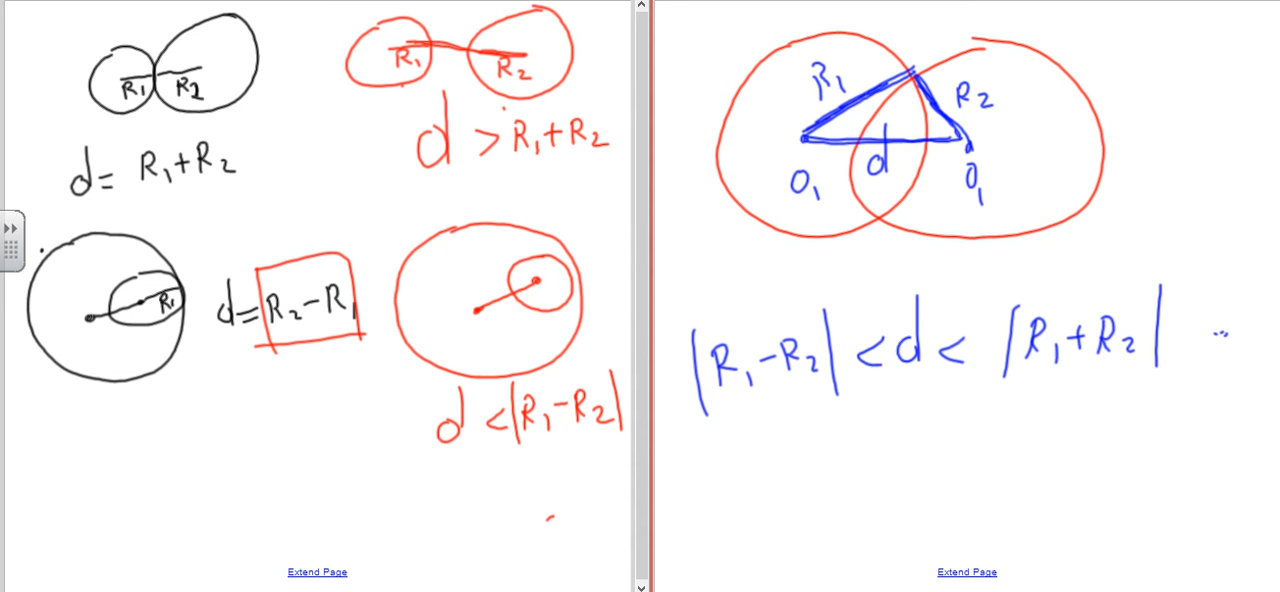 R₁ R₂
R₁ R₂
d = R₁+R₂
d > R₁+R₂
R₁
d = R₂-R₁
d < |R₁-R₂|
Extend Page
R₁
R₂
d
O₁
O₁
|R₁-R₂| < d < |R₁+R₂|
Extend Page